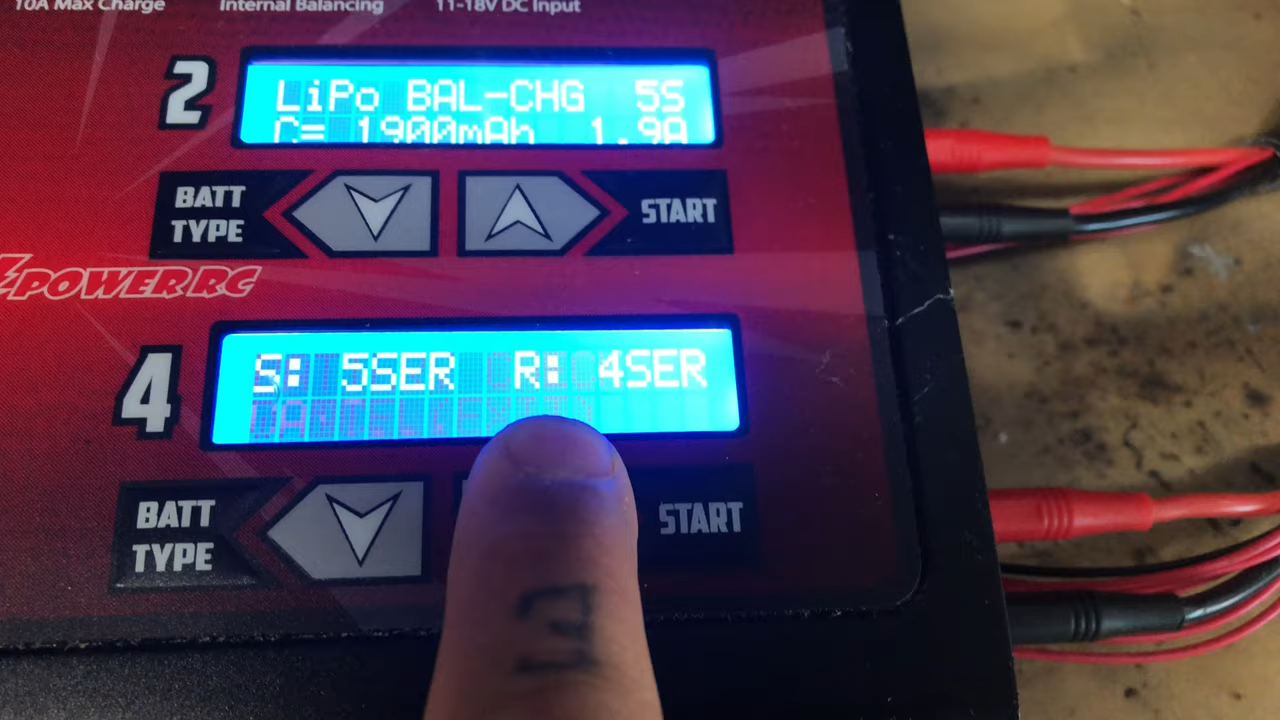 10A Max Charge Internal Balancing 11-18V DC Input
2
LiPo BAL-CHG 5S
C= 1900mAh 1.9A
BATT TYPE
START
POWER RC
4
S: 5SER R: 4SER
BATT TYPE
START